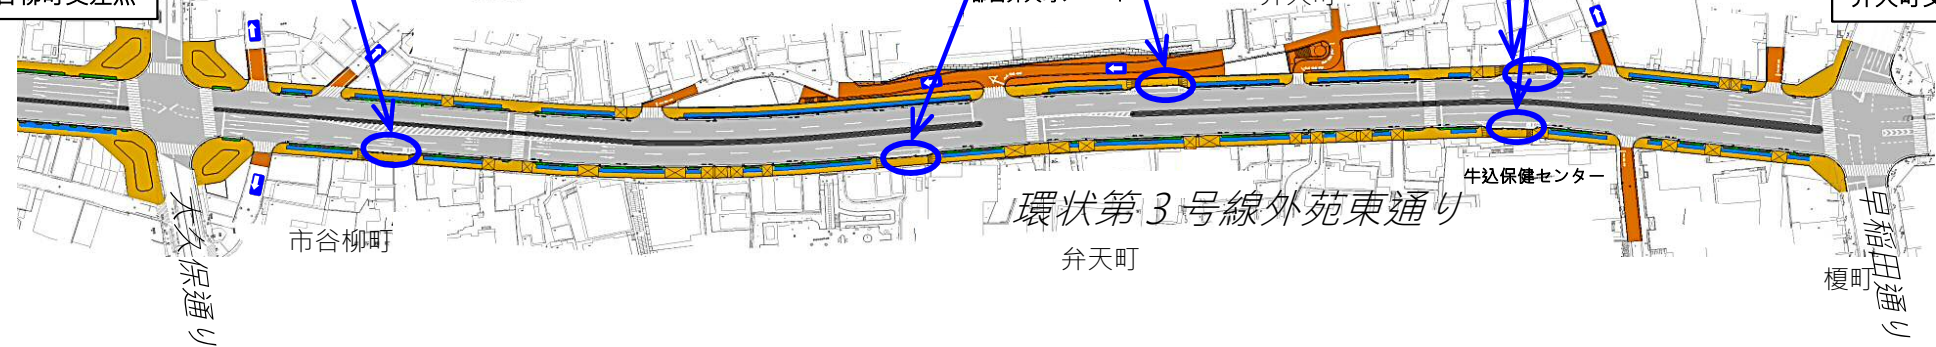 牛込保健センター
環状第3号線外苑東通り
市谷柳町
弁天町
榎町
大久保通り
早稲田通り